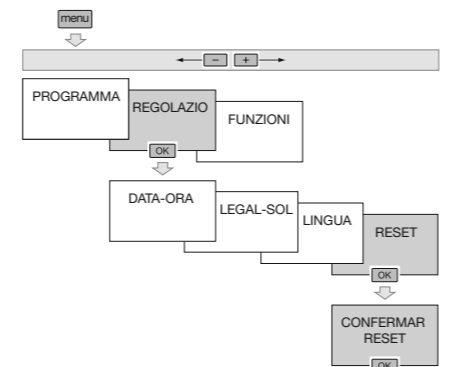 menu
- +
PROGRAMMA
REGOLAZIO
FUNZIONI
OK
DATA-ORA
LEGAL-SOL
LINGUA
RESET
OK
CONFERMAR
RESET
OK